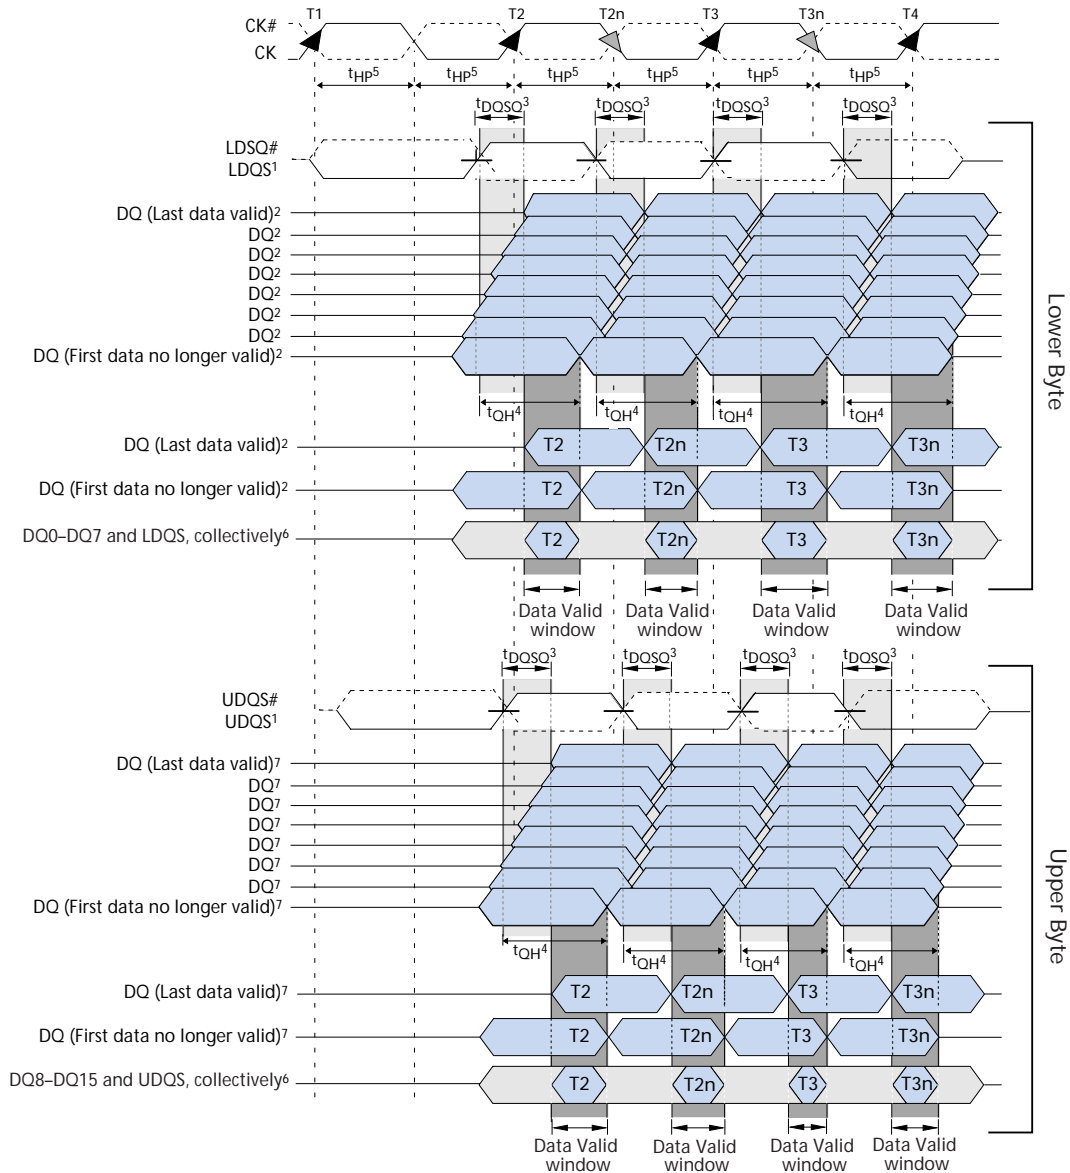 CK#
CK
T1
T2
T2n
T3
T3n
T4
tHP5
tHP5
tHP5
tHP5
tHP5
tHP5
tDQSQ3
tDQSQ3
tDQSQ3
tDQSQ3
LDSQ#
LDQS1
DQ (Last data valid)2
DQ2
DQ2
DQ2
DQ2
DQ2
DQ2
DQ (First data no longer valid)2
tQH4
tQH4
tQH4
tQH4
DQ (Last data valid)2
T2
T2n
T3
T3n
DQ (First data no longer valid)2
T2
T2n
T3
T3n
DQ0–DQ7 and LDQS, collectively6
T2
T2n
T3
T3n
Data Valid
window
Data Valid
window
Data Valid
window
Data Valid
window
Lower Byte
tDQSQ3
tDQSQ3
tDQSQ3
tDQSQ3
UDQS#
UDQS1
DQ (Last data valid)7
DQ7
DQ7
DQ7
DQ7
DQ7
DQ7
DQ (First data no longer valid)7
tQH4
tQH4
tQH4
tQH4
DQ (Last data valid)7
T2
T2n
T3
T3n
DQ (First data no longer valid)7
T2
T2n
T3
T3n
DQ8–DQ15 and UDQS, collectively6
T2
T2n
T3
T3n
Data Valid
window
Data Valid
window
Data Valid
window
Data Valid
window
Upper Byte